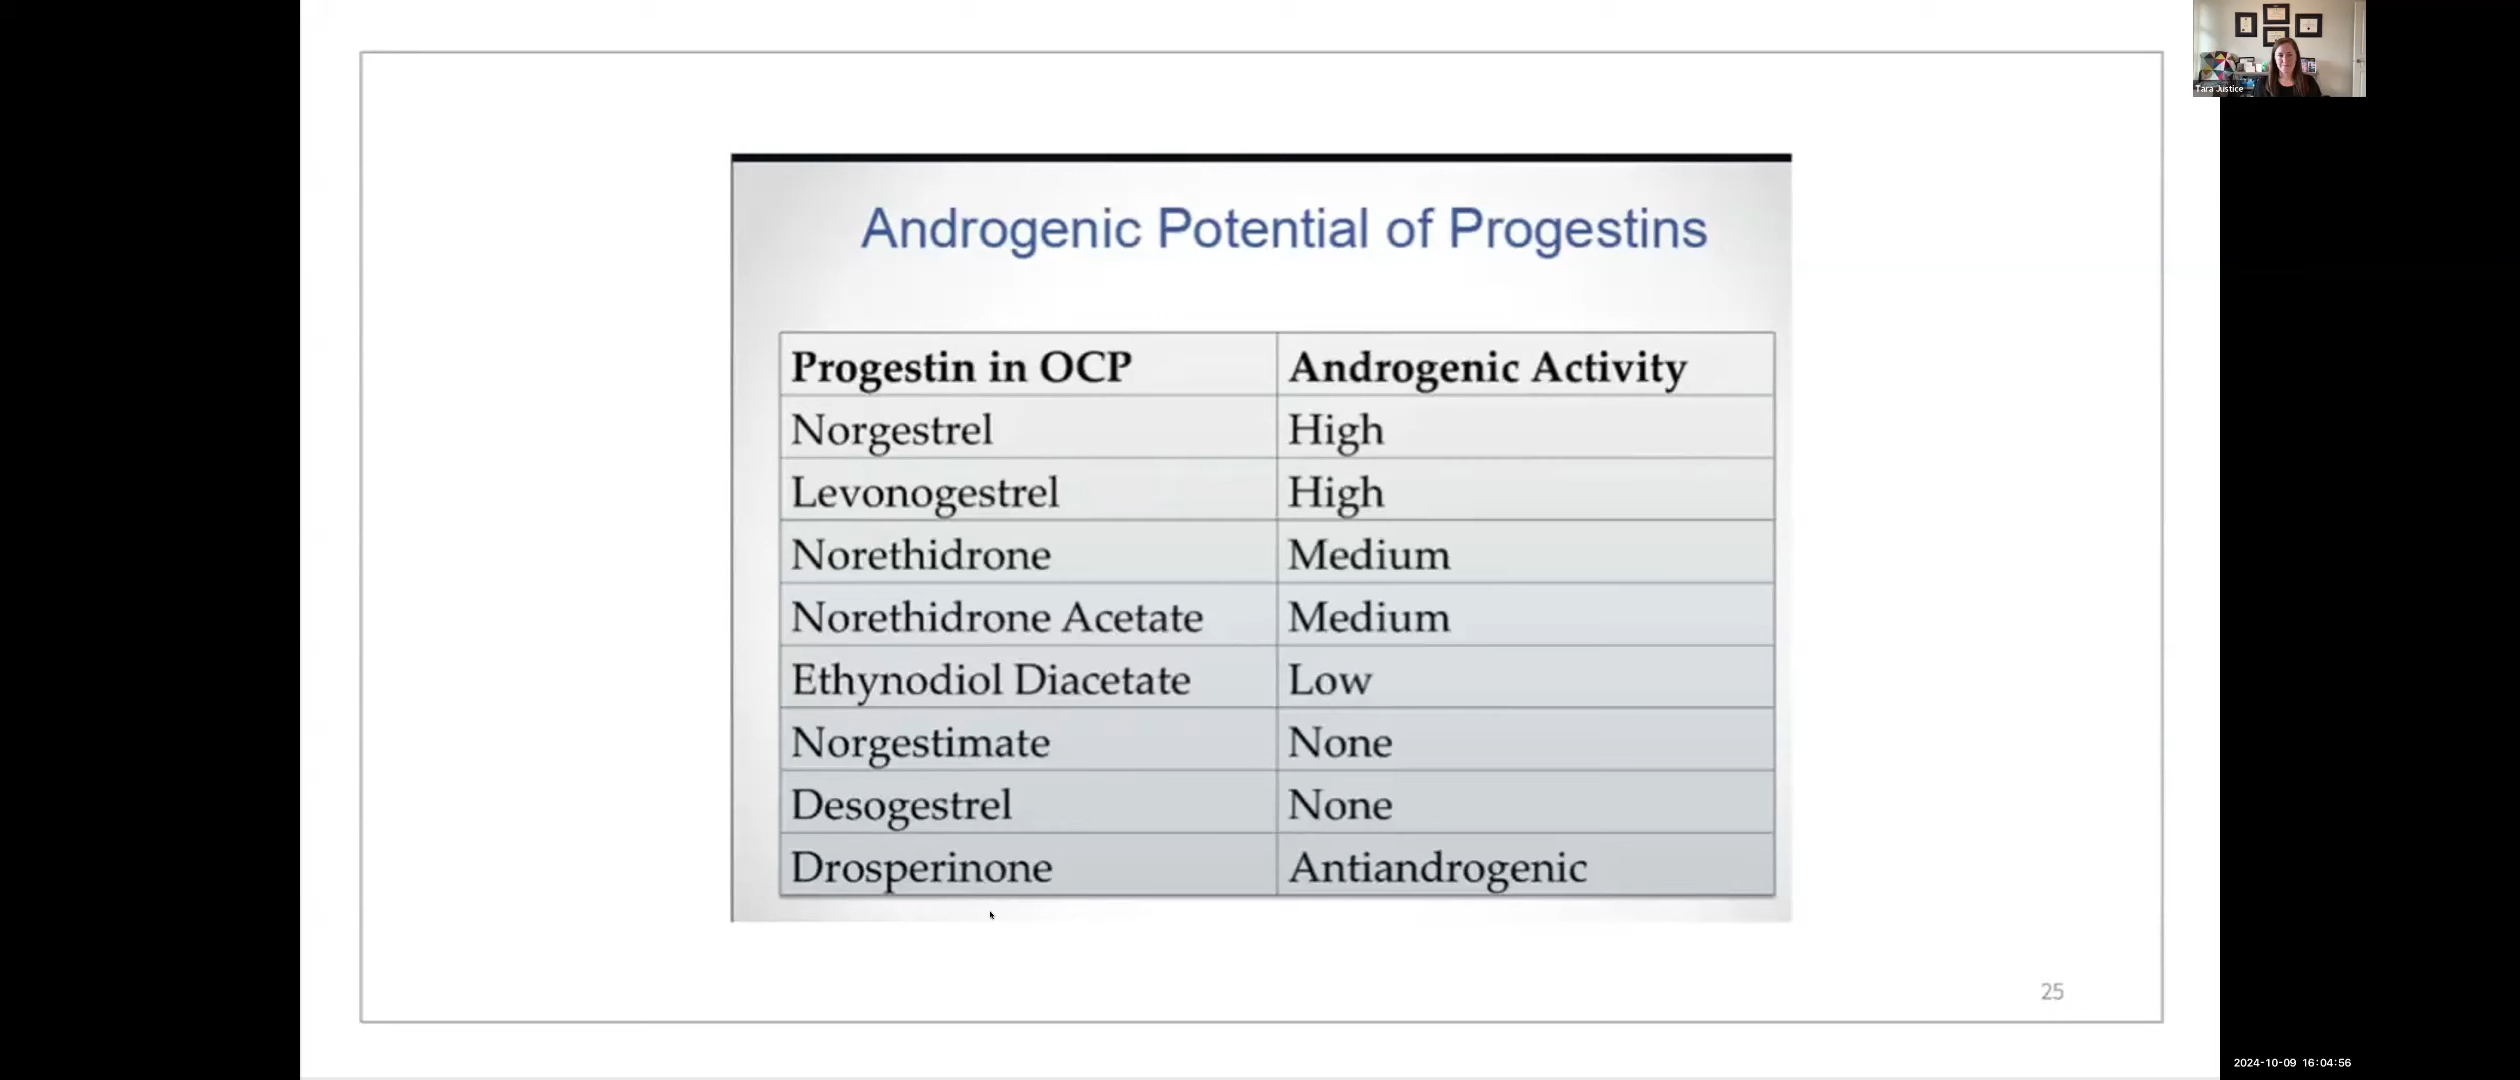 Tara Justice
Androgenic Potential of Progestins
Progestin in OCP Androgenic Activity
Norgestrel High
Levonogestrel High
Norethidrone Medium
Norethidrone Acetate Medium
Ethynodiol Diacetate Low
Norgestimate None
Desogestrel None
Drosperinone Antiandrogenic
25
2024-10-09 16:04:56